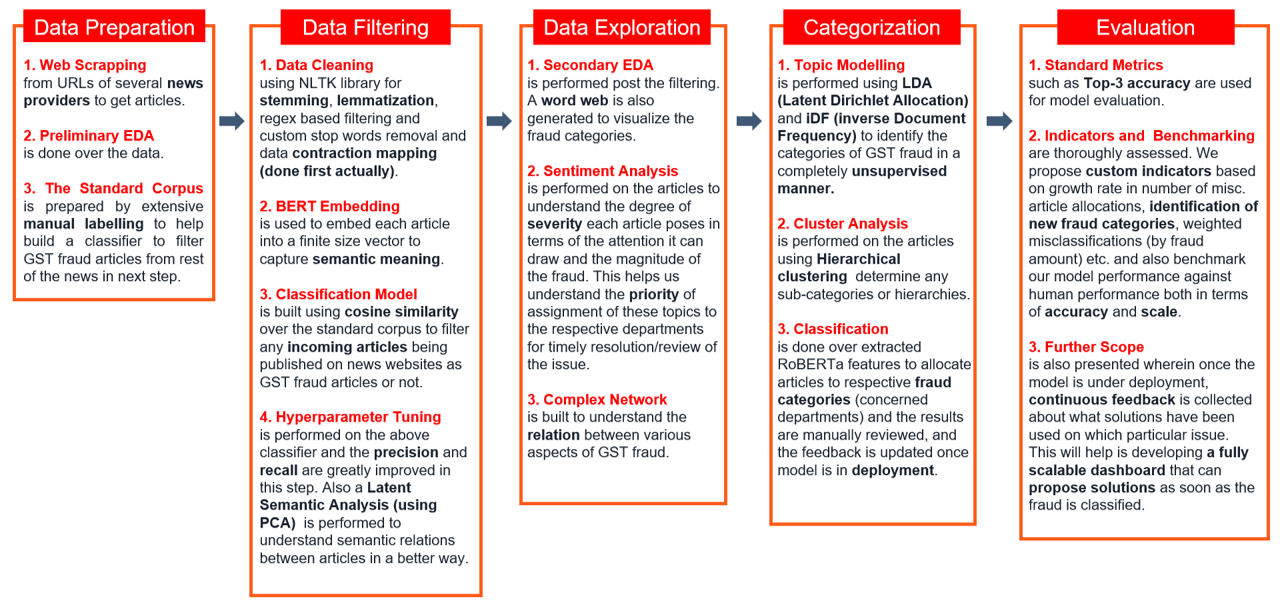 Data Preparation
1. Web Scrapping
from URLs of several news
providers to get articles.
2. Preliminary EDA
is done over the data.
3. The Standard Corpus
is prepared by extensive
manual labelling to help
build a classifier to filter
GST fraud articles from rest
of the news in next step.
Data Filtering
1. Data Cleaning
using NLTK library for
stemming, lemmatization,
regex based filtering and
custom stop words removal and
data contraction mapping
(done first actually).
2. BERT Embedding
is used to embed each article
into a finite size vector to
capture semantic meaning.
3. Classification Model
is built using cosine similarity
over the standard corpus to filter
any incoming articles being
published on news websites as
GST fraud articles or not.
4. Hyperparameter Tuning
is performed on the above
classifier and the precision and
recall are greatly improved in
this step. Also a Latent
Semantic Analysis (using
PCA) is performed to
understand semantic relations
between articles in a better way.
Data Exploration
1. Secondary EDA
is performed post the filtering.
A word web is also
generated to visualize the
fraud categories.
2. Sentiment Analysis
is performed on the articles to
understand the degree of
severity each article poses in
terms of the attention it can
draw and the magnitude of
the fraud. This helps us
understand the priority of
assignment of these topics to
the respective departments
for timely resolution/review of
the issue.
3. Complex Network
is built to understand the
relation between various
aspects of GST fraud.
Categorization
1. Topic Modelling
is performed using LDA
(Latent Dirichlet Allocation)
and iDF (inverse Document
Frequency) to identify the
categories of GST fraud in a
completely unsupervised
manner.
2. Cluster Analysis
is performed on the articles
using Hierarchical
clustering determine any
sub-categories or hierarchies.
3. Classification
is done over extracted
RoBERTa features to allocate
articles to respective fraud
categories (concerned
departments) and the results
are manually reviewed, and
the feedback is updated once
model is in deployment.
Evaluation
1. Standard Metrics
such as Top-3 accuracy are used
for model evaluation.
2. Indicators and Benchmarking
are thoroughly assessed. We
propose custom indicators based
on growth rate in number of misc.
article allocations, identification of
new fraud categories, weighted
misclassifications (by fraud
amount) etc. and also benchmark
our model performance against
human performance both in terms
of accuracy and scale.
3. Further Scope
is also presented wherein once the
model is under deployment,
continuous feedback is collected
about what solutions have been
used on which particular issue.
This will help is developing a fully
scalable dashboard that can
propose solutions as soon as the
fraud is classified.